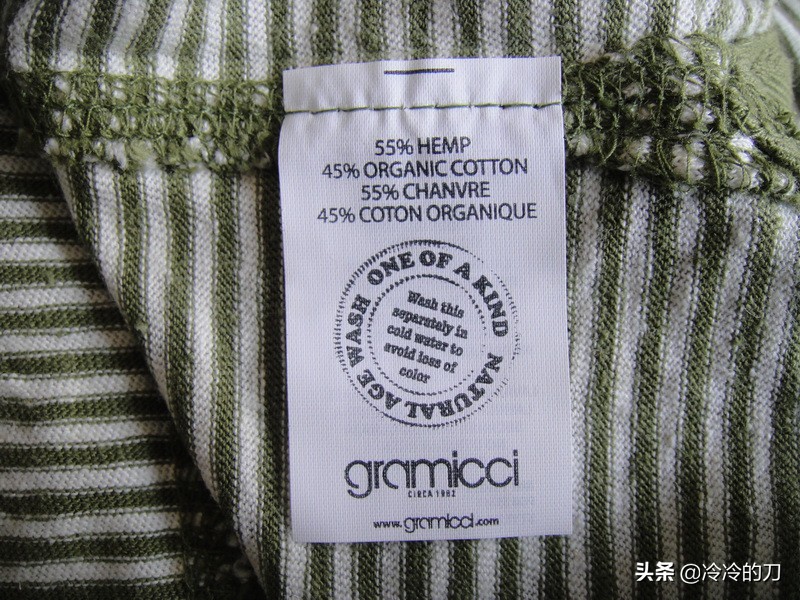 55% HEMP
45% ORGANIC COTTON
55% CHANVRE
45% COTON ORGANIQUE
ONE OF A KIND NATURAL AGE WASH
Wash this
separately in
cold water to
avoid loss of
color
gramicci
CIRCA 1982
www.gramicci.com
头条 @冷冷的刀